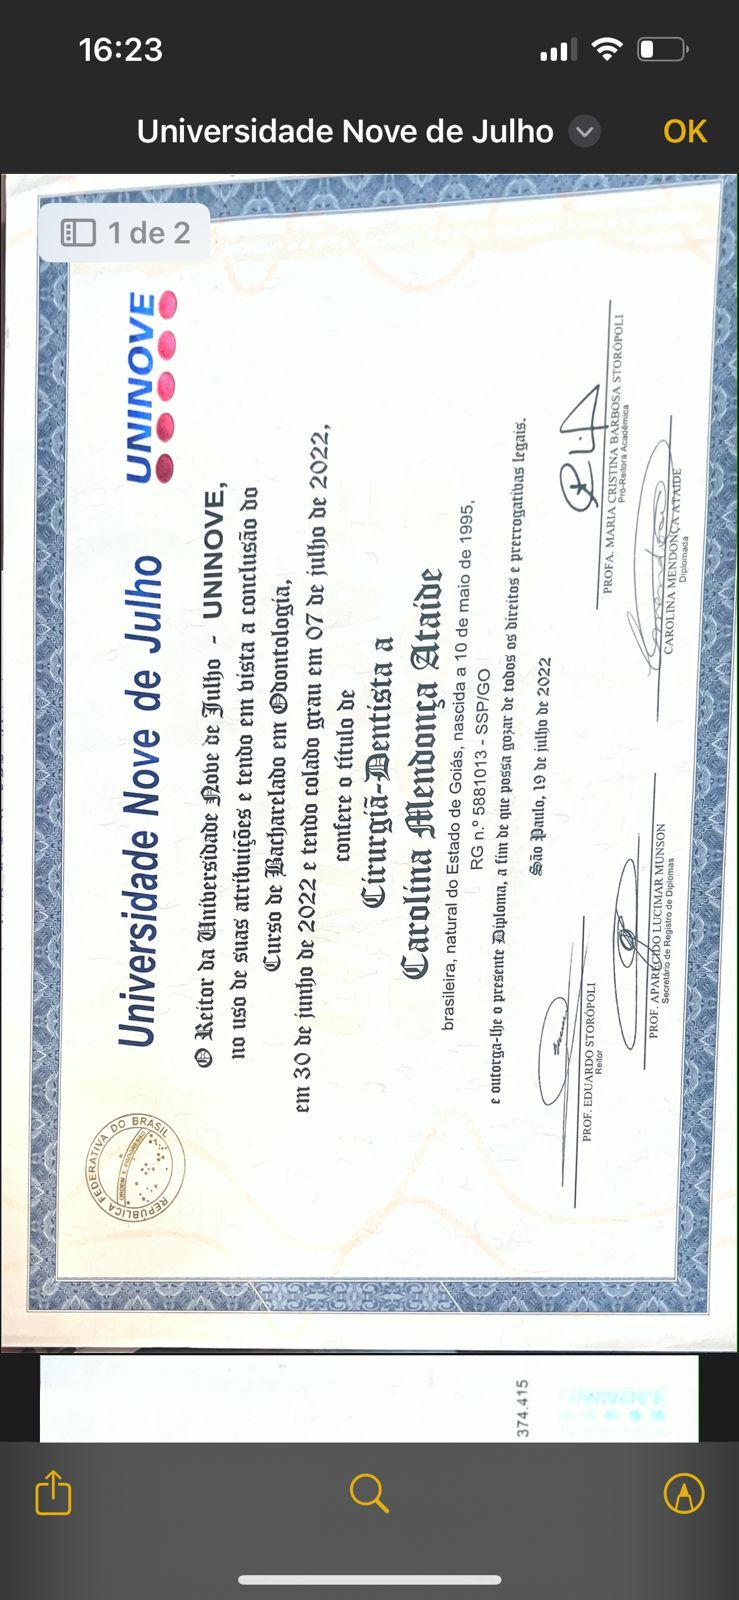 16:23
Universidade Nove de Julho
OK
1 de 2
REPÚBLICA FEDERATIVA DO BRASIL
ORDEM E PROGRESSO
Universidade Nove de Julho
UNINOVE
O Reitor da Universidade Nove de Julho - UNINOVE,
no uso de suas atribuições e tendo em vista a conclusão do
Curso de Bacharelado em Odontologia,
em 30 de junho de 2022 e tendo colado grau em 07 de julho de 2022,
confere o título de
Cirurgiã-Dentista a
Carolina Mendonça Ataide
brasileira, natural do Estado de Goiás, nascida a 10 de maio de 1995,
RG n.º 5881013 - SSP/GO
e outorga-lhe o presente Diploma, a fim de que possa gozar de todos os direitos e prerrogativas legais.
São Paulo, 19 de julho de 2022
PROF. EDUARDO STORÓPOLI
Reitor
PROFA. MARIA CRISTINA BARBOSA STORÓPOLI
Pró-Reitora Acadêmica
PROF. APARECIDO LUCIMAR MUNSON
Secretário de Registro de Diplomas
CAROLINA MENDONÇA ATAIDE
Diplomada
374.415
UNINOVE